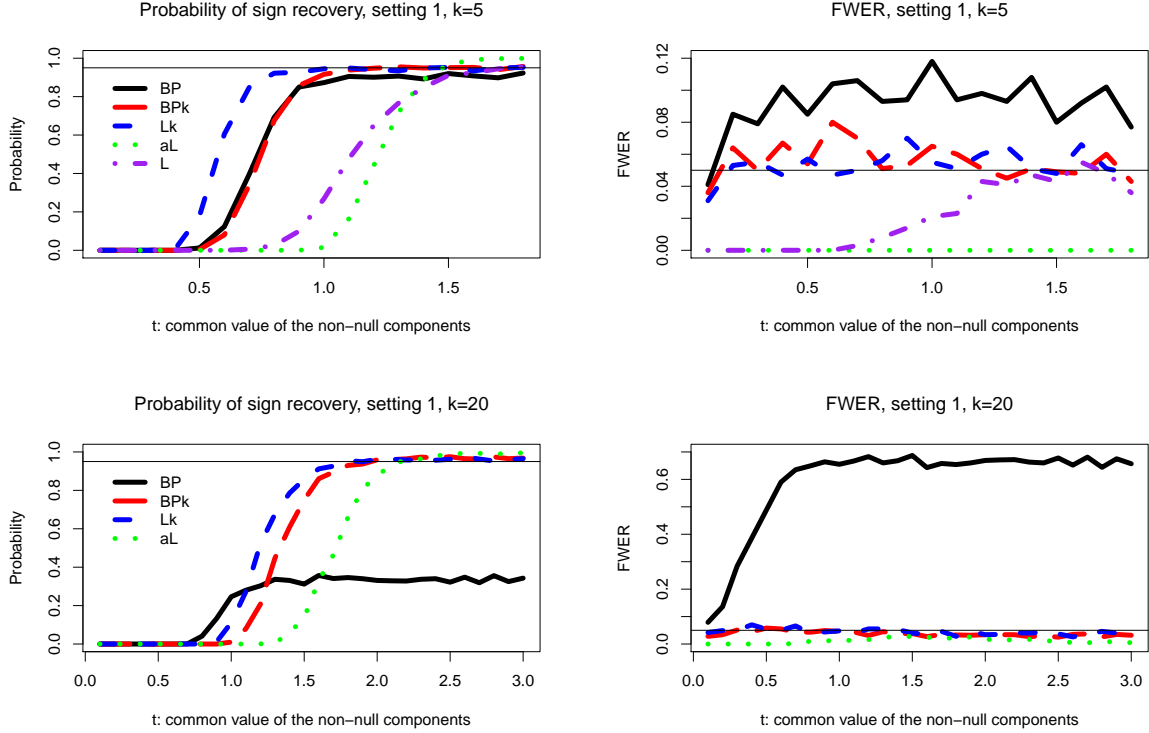 Probability of sign recovery, setting 1, k=5
Probability
0.0 0.2 0.4 0.6 0.8 1.0
BP
BPk
Lk
aL
L
0.5 1.0 1.5
t: common value of the non−null components
FWER, setting 1, k=5
FWER
0.00 0.04 0.08 0.12
0.5 1.0 1.5
t: common value of the non−null components
Probability of sign recovery, setting 1, k=20
Probability
0.0 0.2 0.4 0.6 0.8 1.0
BP
BPk
Lk
aL
0.0 0.5 1.0 1.5 2.0 2.5 3.0
t: common value of the non−null components
FWER, setting 1, k=20
FWER
0.0 0.2 0.4 0.6
0.0 0.5 1.0 1.5 2.0 2.5 3.0
t: common value of the non−null components